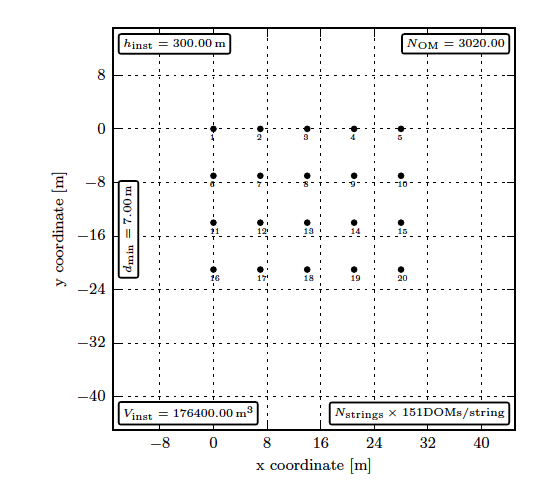 h_inst = 300.00 m
N_OM = 3020.00
8
0
−8
−16
−24
−32
−40
y coordinate [m]
d_min = 7.00 m
1 2 3 4 5
6 7 8 9 10
11 12 13 14 15
16 17 18 19 20
V_inst = 176400.00 m³
N_strings × 151DOMs/string
−8 0 8 16 24 32 40
x coordinate [m]